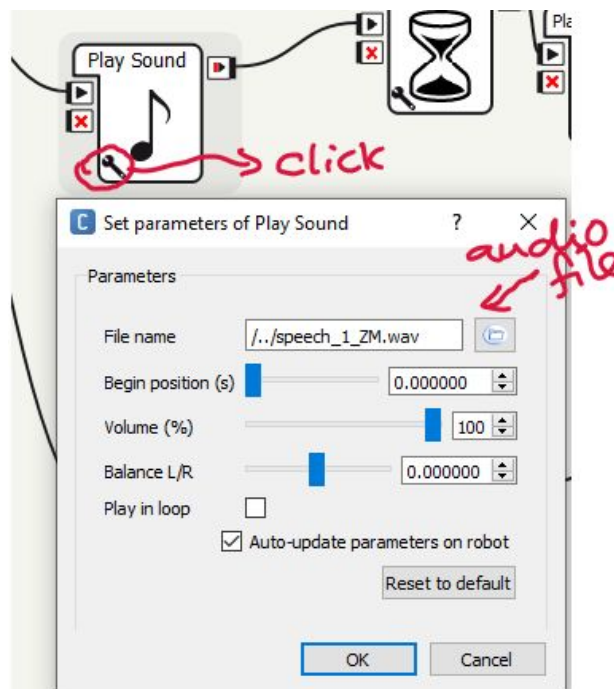 Pla
Play Sound
click
C Set parameters of Play Sound ? X
audio
file
Parameters
File name /../speech_1_ZM.wav
Begin position (s) 0.000000
Volume (%) 100
Balance L/R 0.000000
Play in loop
Auto-update parameters on robot
Reset to default
OK Cancel